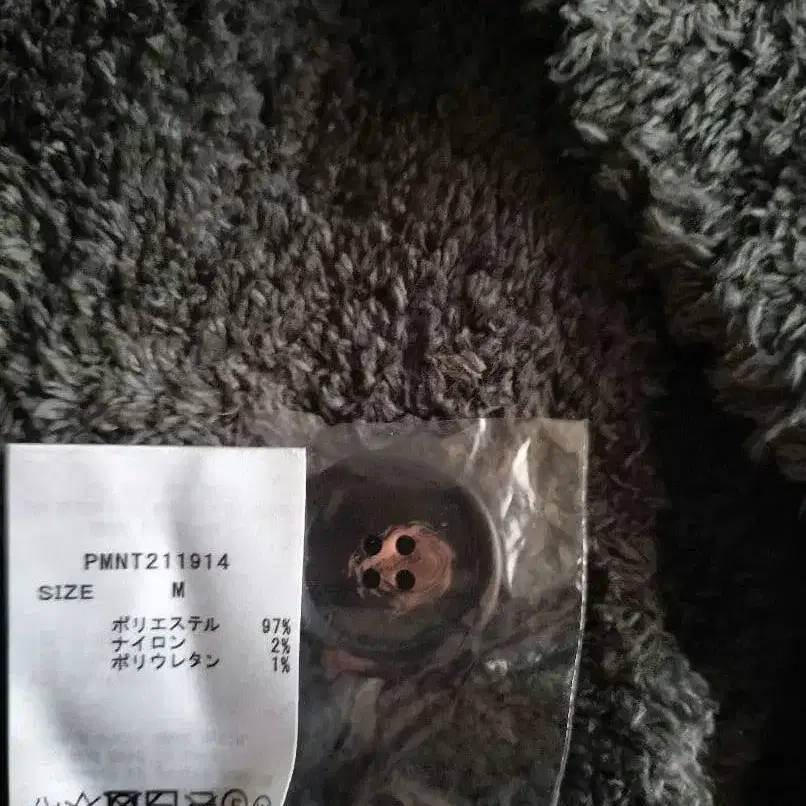 PMNT211914
SIZE M
ポリエステル 97%
ナイロン 2%
ポリウレタン 1%